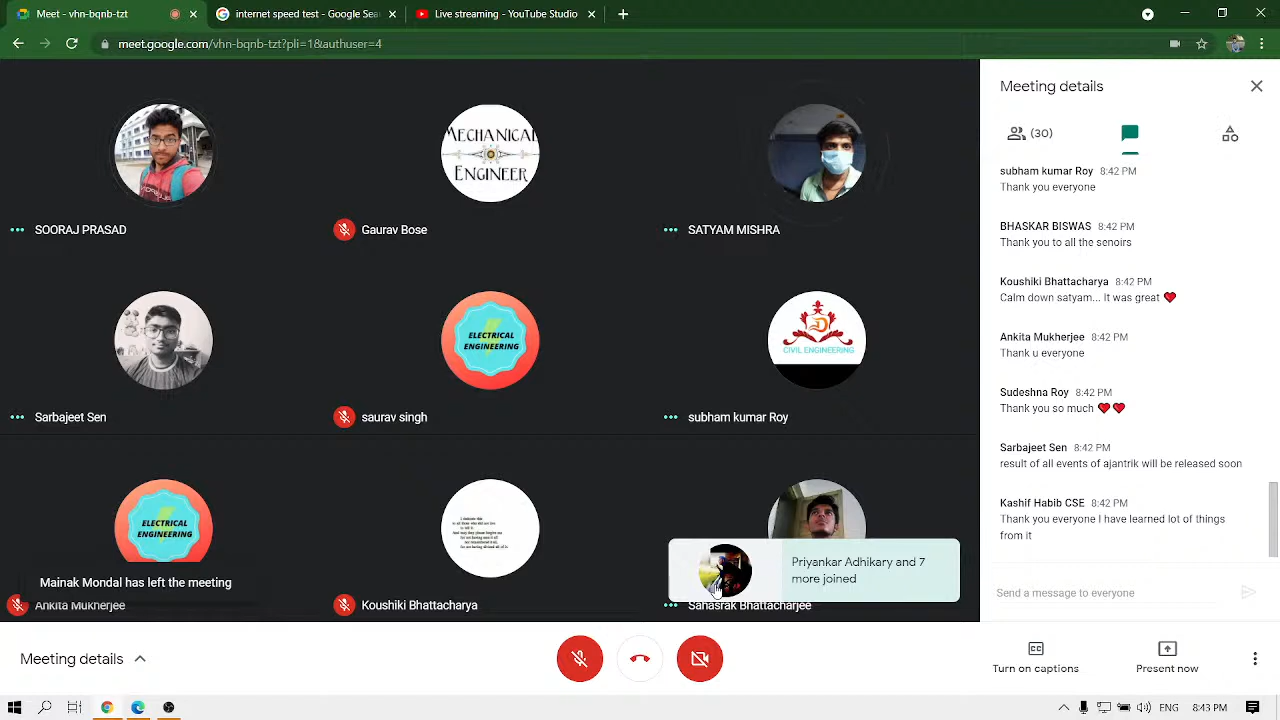 Meet - vhn-bqnb-tzt
internet speed test - Google Sear
Live streaming - YouTube Studio
meet.google.com/vhn-bqnb-tzt?pli=1&authuser=4
Meeting details
(30)
MECHANICAL
ENGINEER
SOORAJ PRASAD
Gaurav Bose
SATYAM MISHRA
ELECTRICAL
ENGINEERING
CIVIL ENGINEERING
Sarbajeet Sen
saurav singh
subham kumar Roy
ELECTRICAL
ENGINEERING
Mainak Mondal has left the meeting
Ankita Mukherjee
Koushiki Bhattacharya
Sahasrak Bhattacharjee
Priyankar Adhikary and 7
more joined
subham kumar Roy 8:42 PM
Thank you everyone
BHASKAR BISWAS 8:42 PM
Thank you to all the senoirs
Koushiki Bhattacharya 8:42 PM
Calm down satyam... It was great ❤
Ankita Mukherjee 8:42 PM
Thank u everyone
Sudeshna Roy 8:42 PM
Thank you so much ❤❤
Sarbajeet Sen 8:42 PM
result of all events of ajantrik will be released soon
Kashif Habib CSE 8:42 PM
Thank you everyone I have learned lot of things
from it
Send a message to everyone
Meeting details
Turn on captions
Present now
ENG
8:43 PM